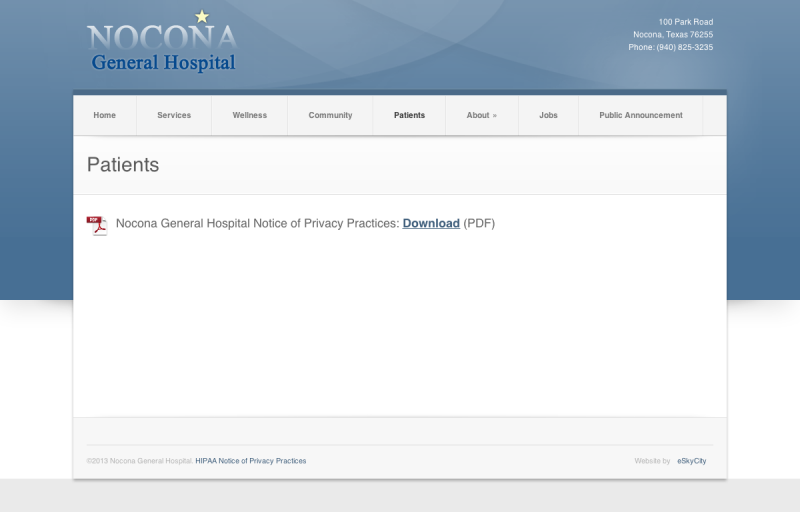 NOCONA
General Hospital
100 Park Road
Nocona, Texas 76255
Phone: (940) 825-3235
Home Services Wellness Community Patients About » Jobs Public Announcement
Patients
PDF
Nocona General Hospital Notice of Privacy Practices: Download (PDF)
©2013 Nocona General Hospital. HIPAA Notice of Privacy Practices
Website by eSkyCity